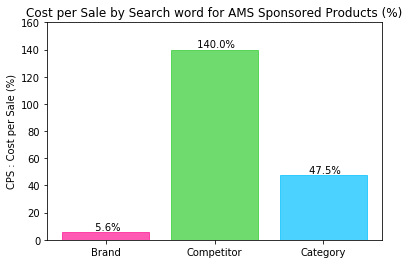 Cost per Sale by Search word for AMS Sponsored Products (%)
CPS : Cost per Sale (%)
160
140
120
100
80
60
40
20
0
5.6%
140.0%
47.5%
Brand
Competitor
Category